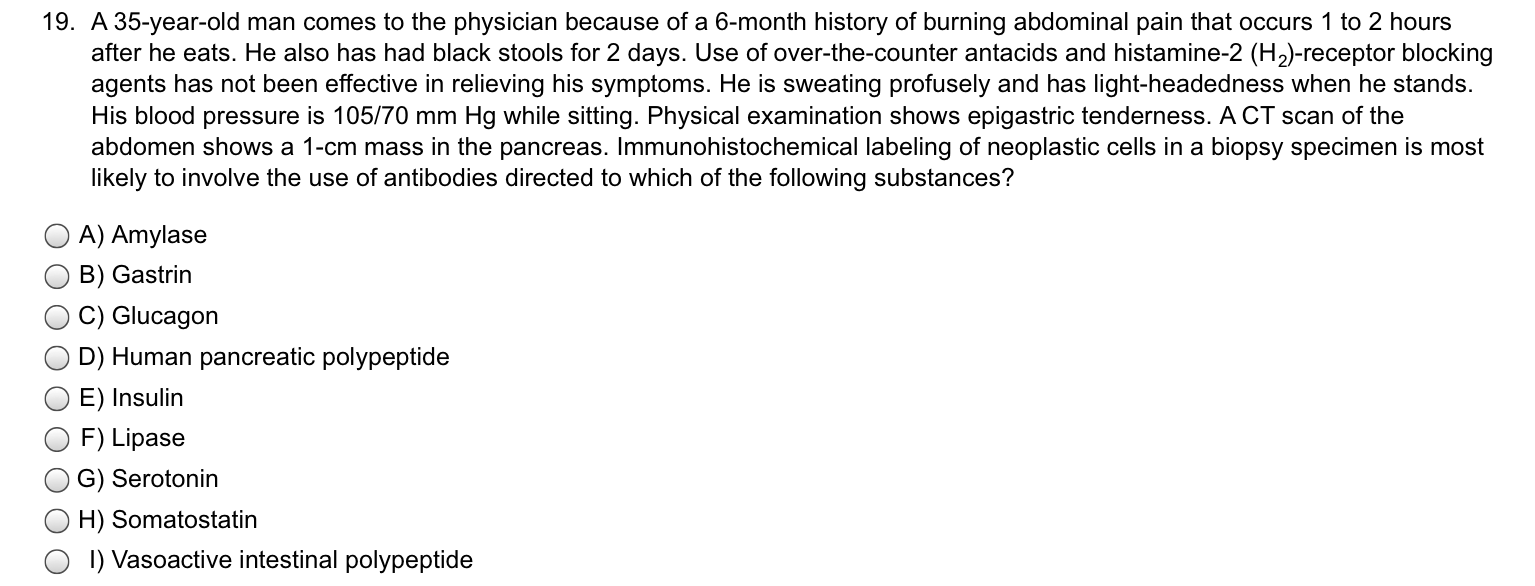 19. A 35-year-old man comes to the physician because of a 6-month history of burning abdominal pain that occurs 1 to 2 hours
after he eats. He also has had black stools for 2 days. Use of over-the-counter antacids and histamine-2 (H₂)-receptor blocking
agents has not been effective in relieving his symptoms. He is sweating profusely and has light-headedness when he stands.
His blood pressure is 105/70 mm Hg while sitting. Physical examination shows epigastric tenderness. A CT scan of the
abdomen shows a 1-cm mass in the pancreas. Immunohistochemical labeling of neoplastic cells in a biopsy specimen is most
likely to involve the use of antibodies directed to which of the following substances?
A) Amylase
B) Gastrin
C) Glucagon
D) Human pancreatic polypeptide
E) Insulin
F) Lipase
G) Serotonin
H) Somatostatin
I) Vasoactive intestinal polypeptide